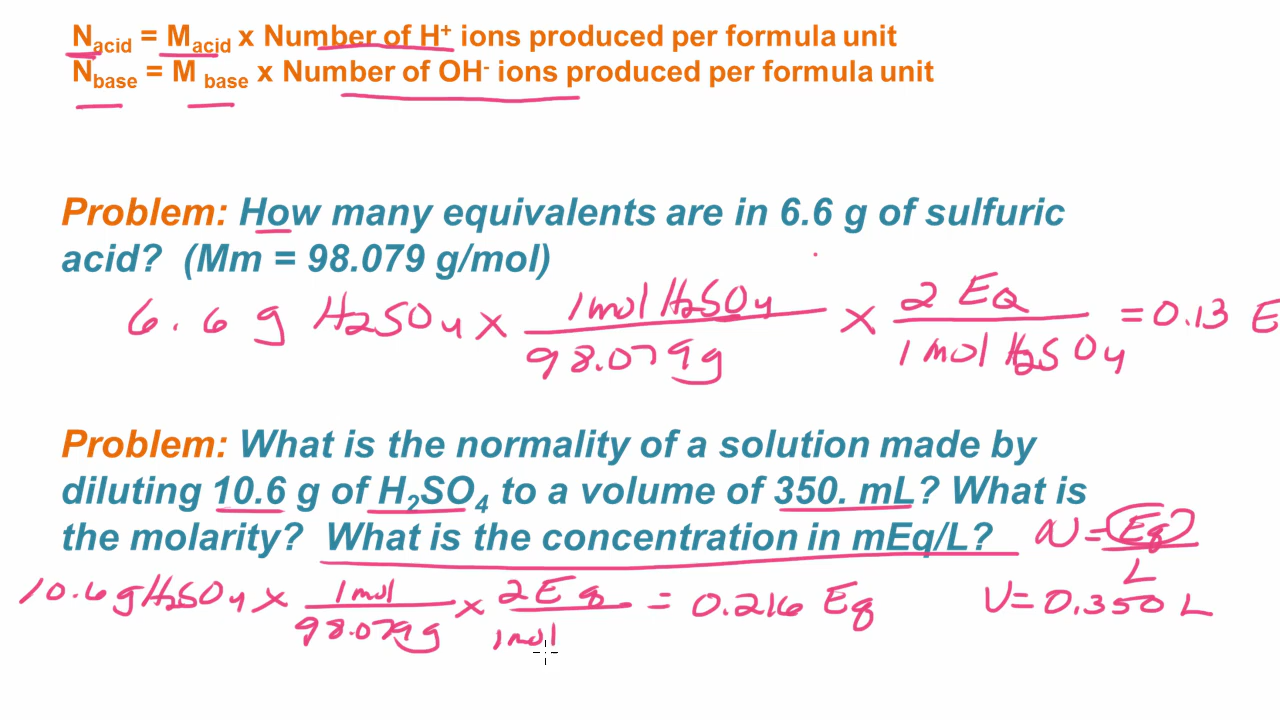 N_acid = M_acid x Number of H⁺ ions produced per formula unit
N_base = M_base x Number of OH⁻ ions produced per formula unit
Problem: How many equivalents are in 6.6 g of sulfuric
acid? (Mm = 98.079 g/mol)
6.6 g H₂SO₄ x 1 mol H₂SO₄ / 98.079 g x 2 Eq / 1 mol H₂SO₄ = 0.13 E
Problem: What is the normality of a solution made by
diluting 10.6 g of H₂SO₄ to a volume of 350. mL? What is
the molarity? What is the concentration in mEq/L?
N = Eq / L
10.6 g H₂SO₄ x 1 mol / 98.079 g x 2 Eq / 1 mol = 0.216 Eq
V = 0.350 L